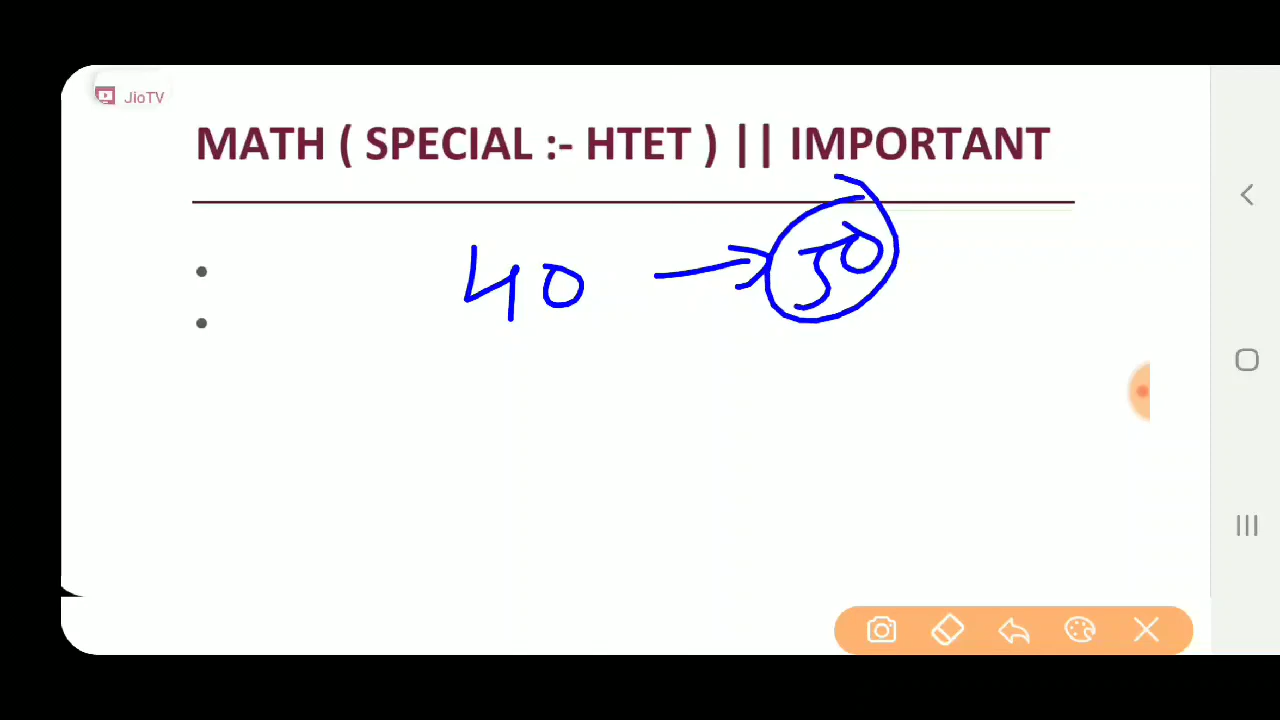 JioTV
MATH ( SPECIAL :- HTET ) || IMPORTANT
40 → 50